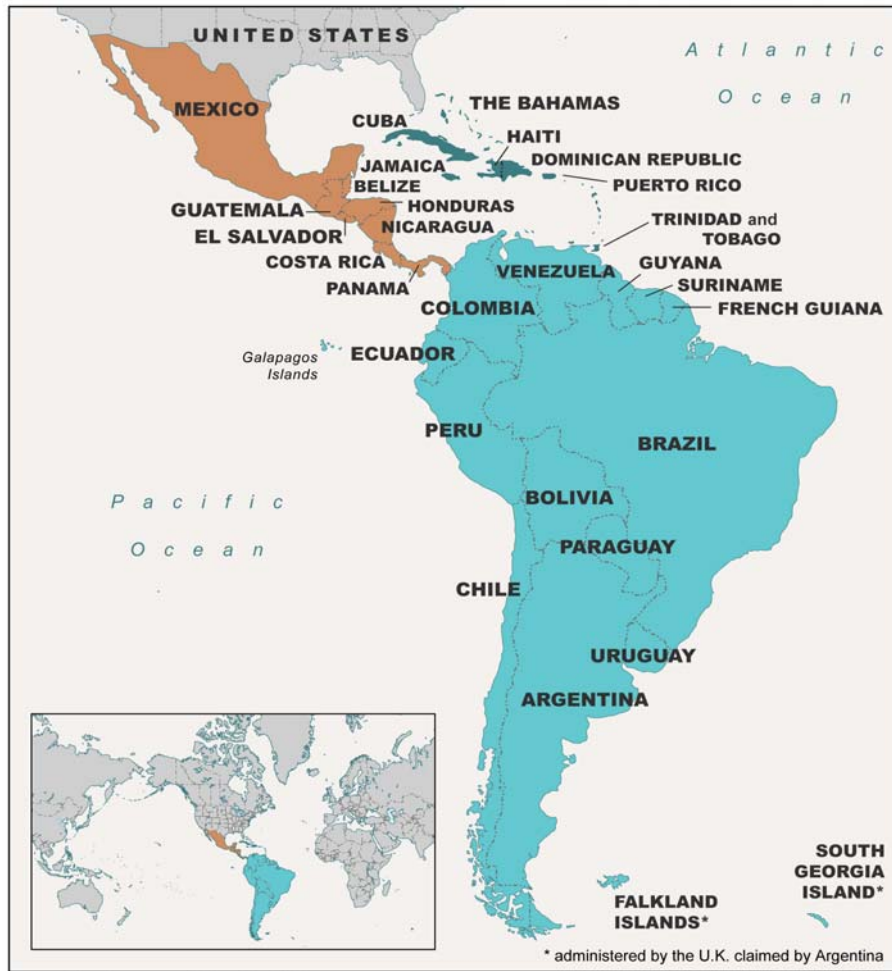 UNITED STATES
Atlantic
Ocean
MEXICO
THE BAHAMAS
CUBA
HAITI
DOMINICAN REPUBLIC
JAMAICA
BELIZE
PUERTO RICO
GUATEMALA
HONDURAS
NICARAGUA
TRINIDAD and
TOBAGO
EL SALVADOR
COSTA RICA
PANAMA
VENEZUELA
GUYANA
SURINAME
COLOMBIA
FRENCH GUIANA
ECUADOR
Galapagos
Islands
PERU
BRAZIL
BOLIVIA
Pacific
Ocean
PARAGUAY
CHILE
URUGUAY
ARGENTINA
SOUTH
GEORGIA
ISLAND*
FALKLAND
ISLANDS*
* administered by the U.K. claimed by Argentina